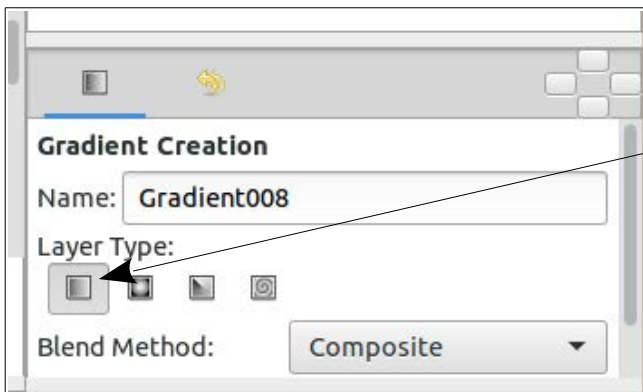 Gradient Creation
Name: Gradient008
Layer Type:
Blend Method: Composite